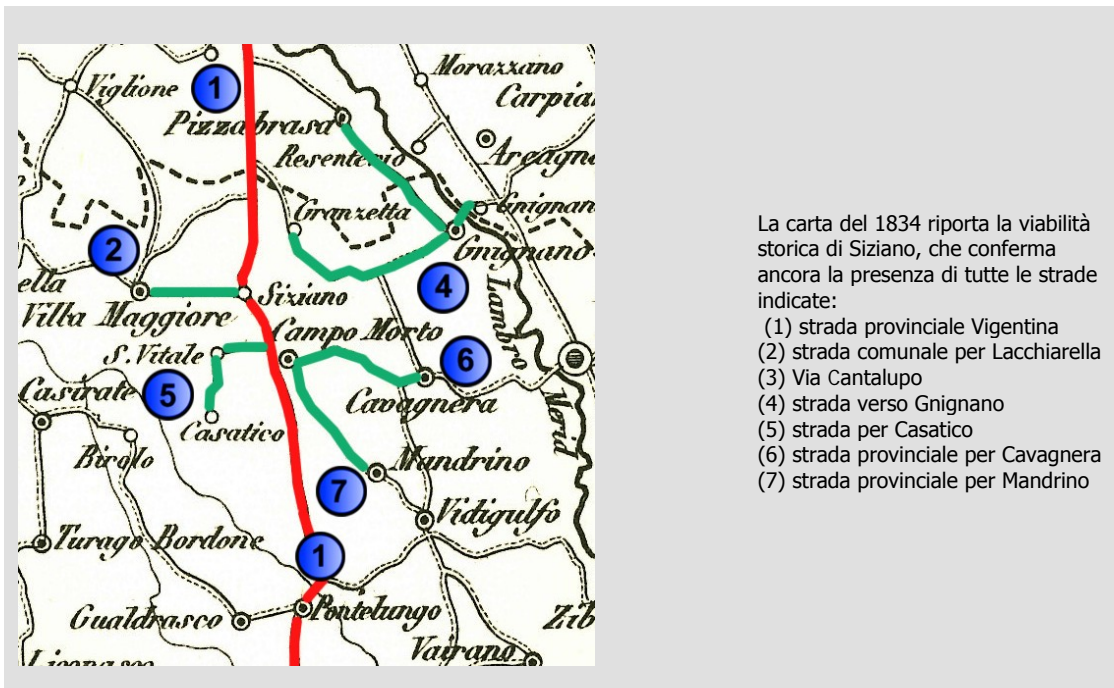 Morazzano
Viglione
1
Carpia
Pizzabrasa
Resenterio
Arcagn
Granzetta
Gnignan
2
Gnignano
ella
4
Siziano
Lambro
Villa Maggiore
Campo Morto
S. Vitale
6
Casirate
5
Cavagnera
Merid
Casatico
Birolo
Mandrino
7
Vidigulfo
Turago Bordone
1
Gualdrasco
Pontelungo
Zib
Vairano
La carta del 1834 riporta la viabilità
storica di Siziano, che conferma
ancora la presenza di tutte le strade
indicate:
(1) strada provinciale Vigentina
(2) strada comunale per Lacchiarella
(3) Via Cantalupo
(4) strada verso Gnignano
(5) strada per Casatico
(6) strada provinciale per Cavagnera
(7) strada provinciale per Mandrino